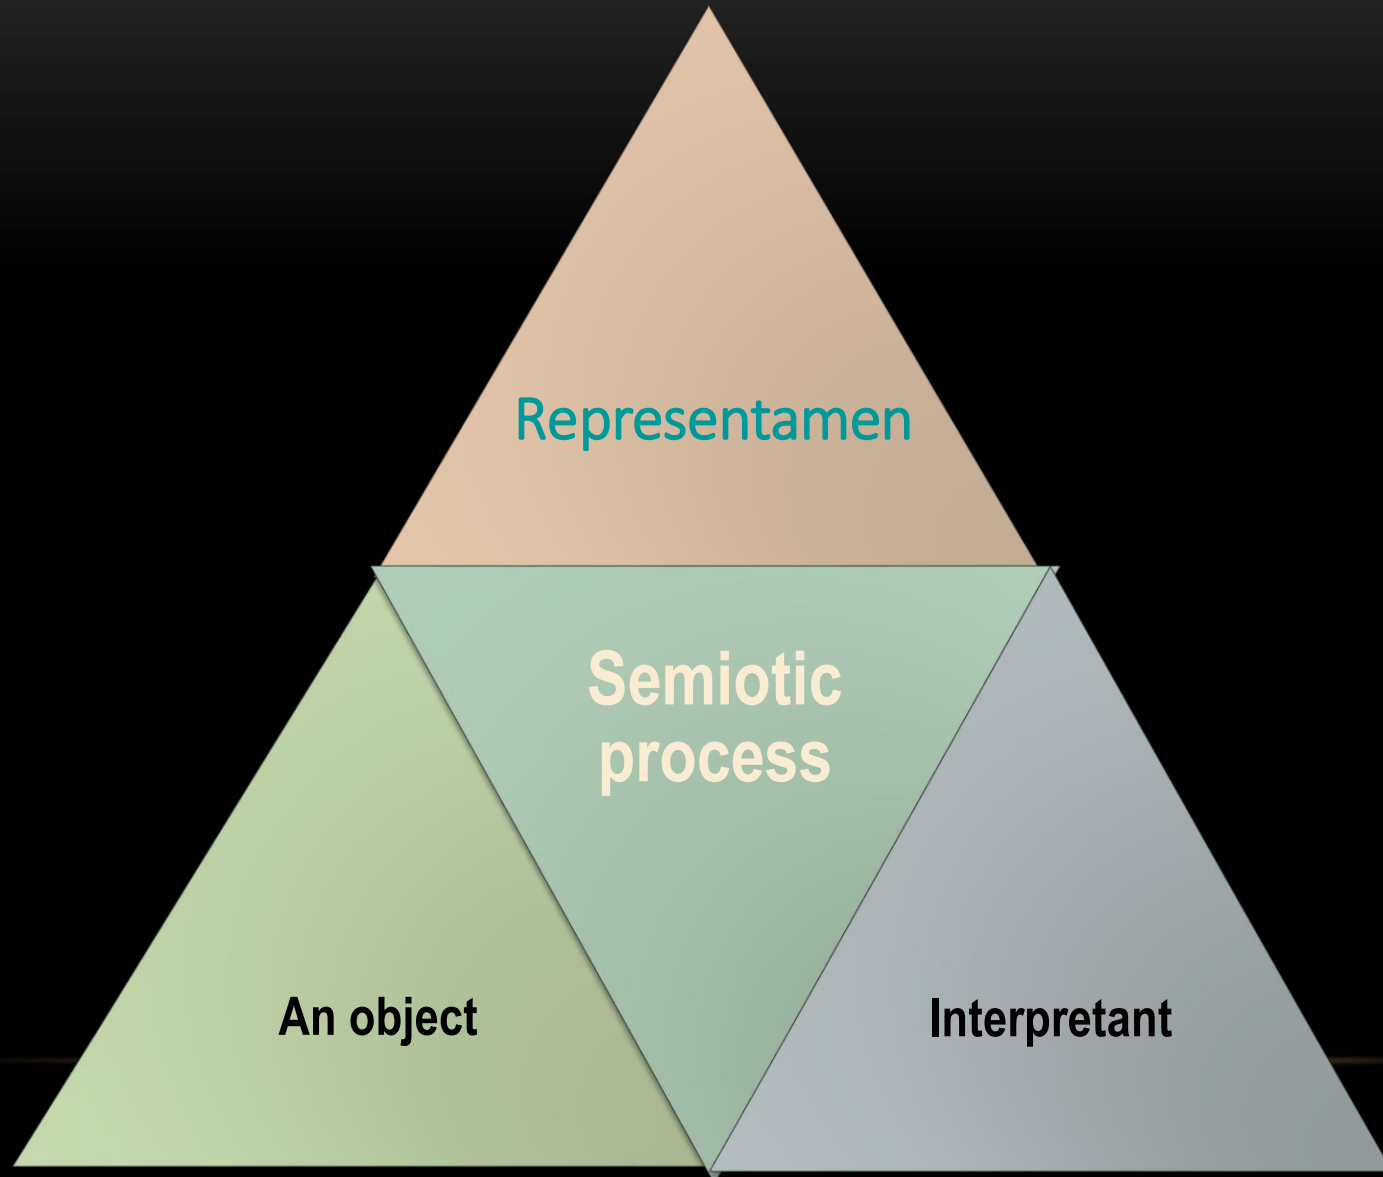 Representamen
Semiotic
process
An object
Interpretant